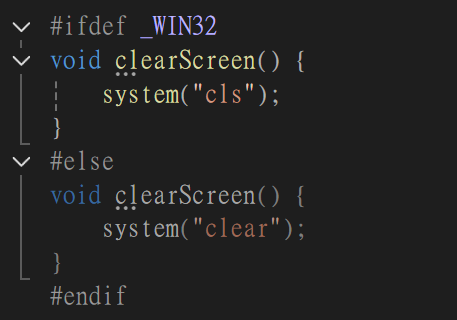 #ifdef _WIN32
void clearScreen() {
    system("cls");
}
#else
void clearScreen() {
    system("clear");
}
#endif